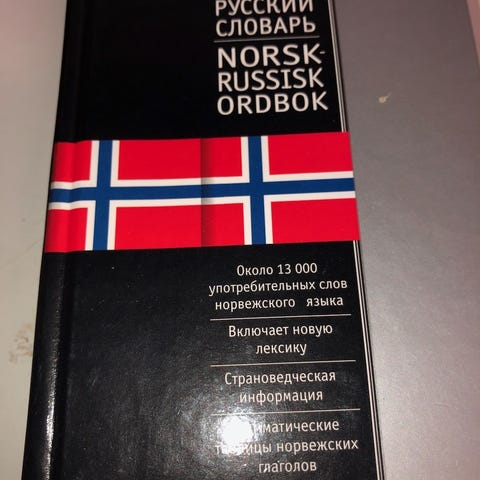 РУССКИЙ
СЛОВАРЬ
NORSK-
RUSSISK
ORDBOK
Около 13 000
употребительных слов
норвежского языка
Включает новую
лексику
Страноведческая
информация
норвежских
глаголов